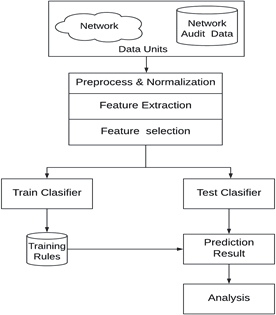 Network
Network
Audit Data
Data Units
Preprocess & Normalization
Feature Extraction
Feature selection
Train Clasifier
Test Clasifier
Training
Rules
Prediction
Result
Analysis